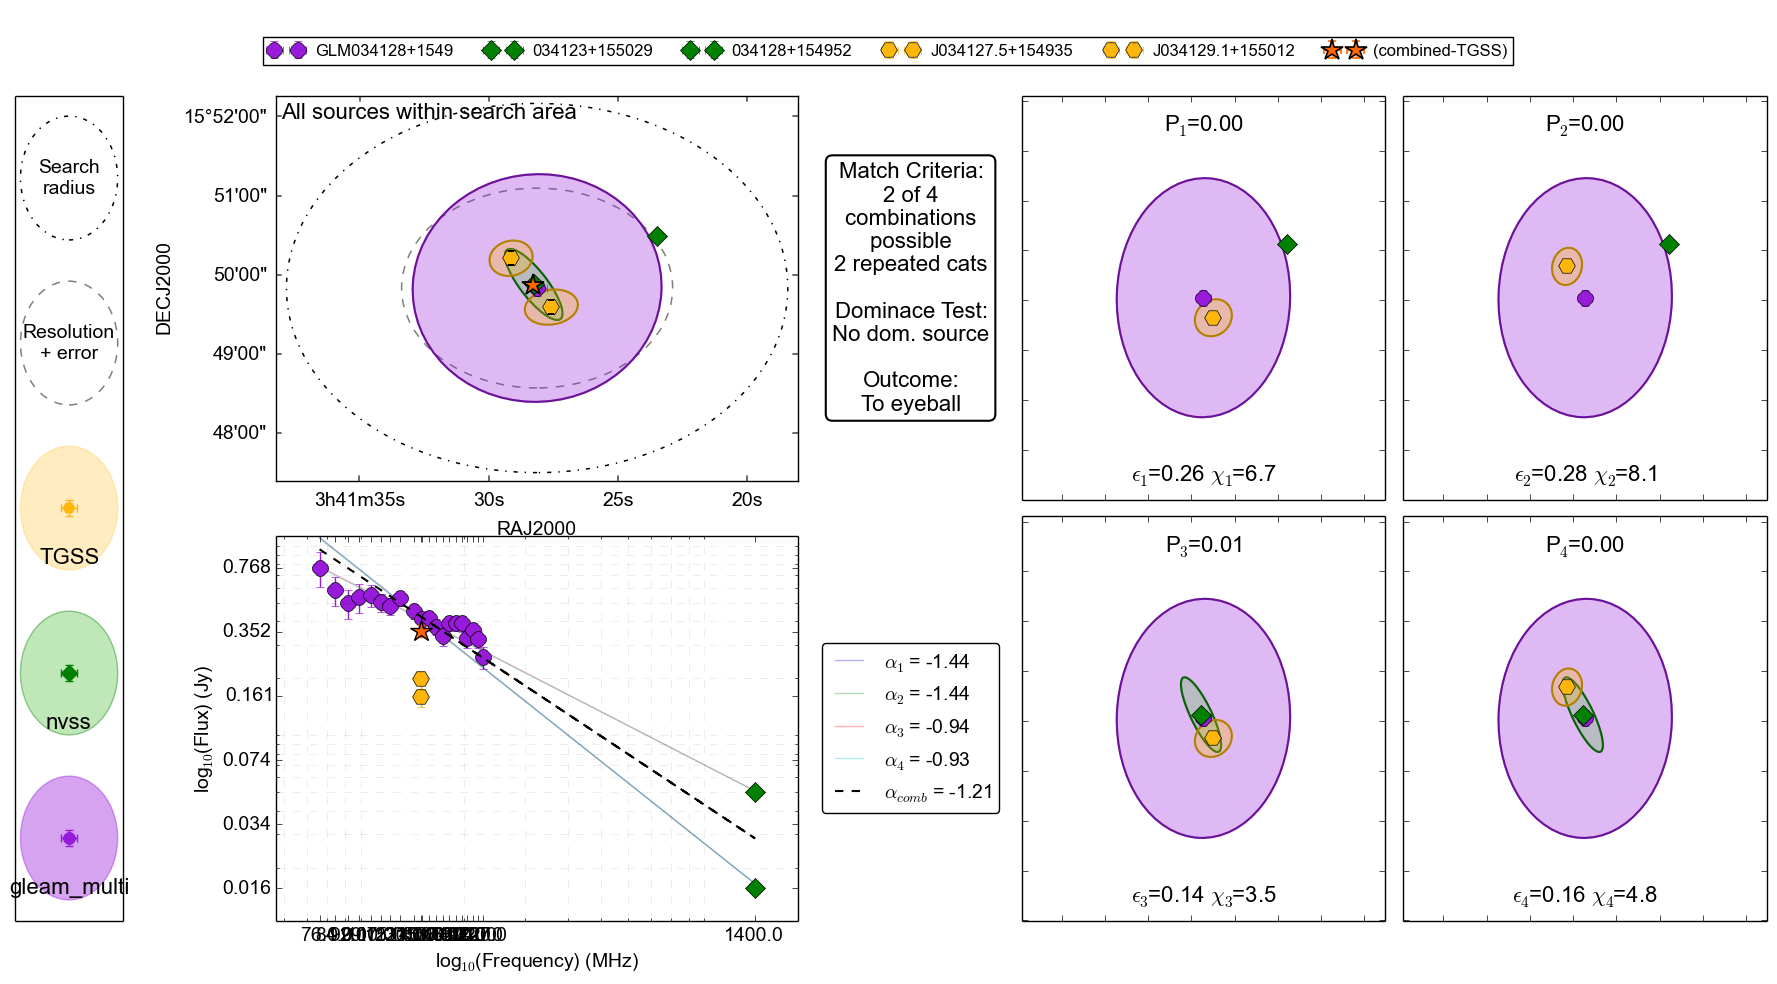 GLM034128+1549
034123+155029
034128+154952
J034127.5+154935
J034129.1+155012
(combined-TGSS)
Search
radius
Resolution
+ error
TGSS
nvss
gleam_multi
All sources within search area
15°52'00"
51'00"
50'00"
49'00"
48'00"
DECJ2000
3h41m35s
30s
25s
20s
RAJ2000
Match Criteria:
2 of 4
combinations
possible
2 repeated cats
Dominace Test:
No dom. source
Outcome:
To eyeball
P1=0.00
ϵ1=0.26 χ1=6.7
P2=0.00
ϵ2=0.28 χ2=8.1
P3=0.01
ϵ3=0.14 χ3=3.5
P4=0.00
ϵ4=0.16 χ4=4.8
0.768
0.352
0.161
0.074
0.034
0.016
log10(Flux) (Jy)
1400.0
log10(Frequency) (MHz)
α1 = -1.44
α2 = -1.44
α3 = -0.94
α4 = -0.93
αcomb = -1.21